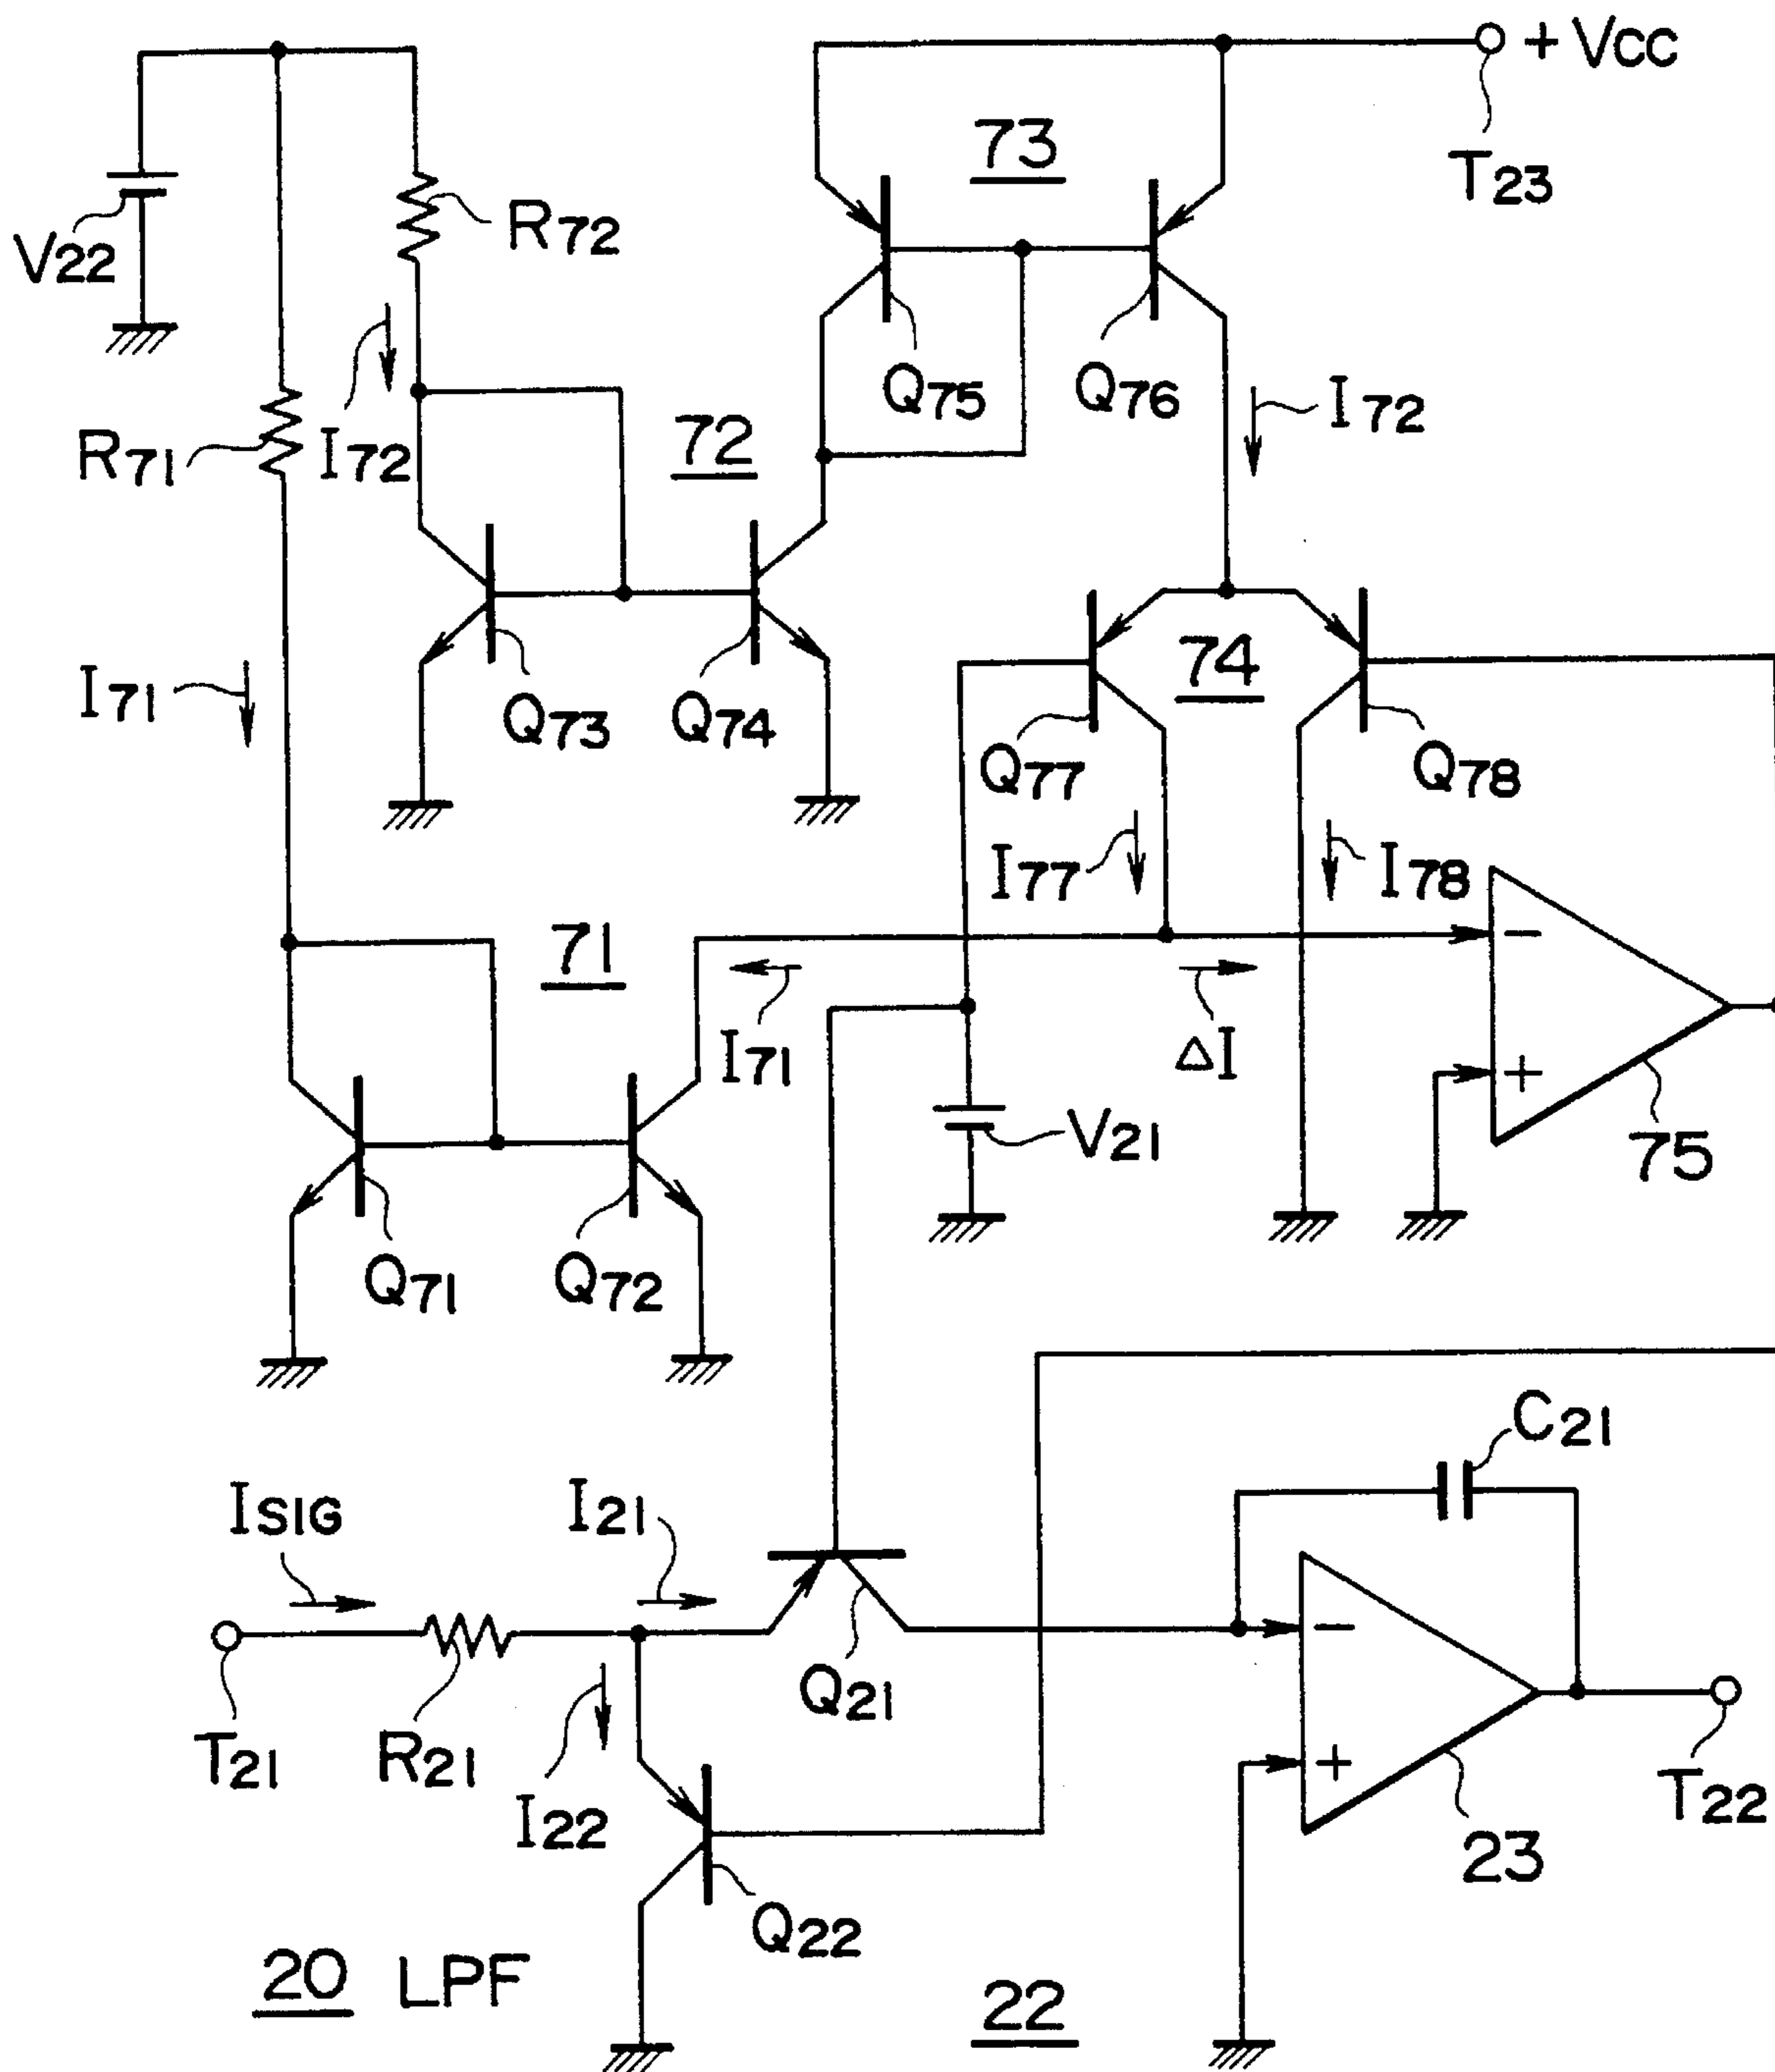 + VCC
T23
73
V22
R72
Q75
Q76
I72
R71
I72
72
I71
Q73
Q74
74
Q77
Q78
I77
I78
71
I71
ΔI
V21
75
Q71
Q72
C21
ISIG
I21
Q21
T21
R21
I22
T22
23
Q22
20 LPF
22
− +
− +